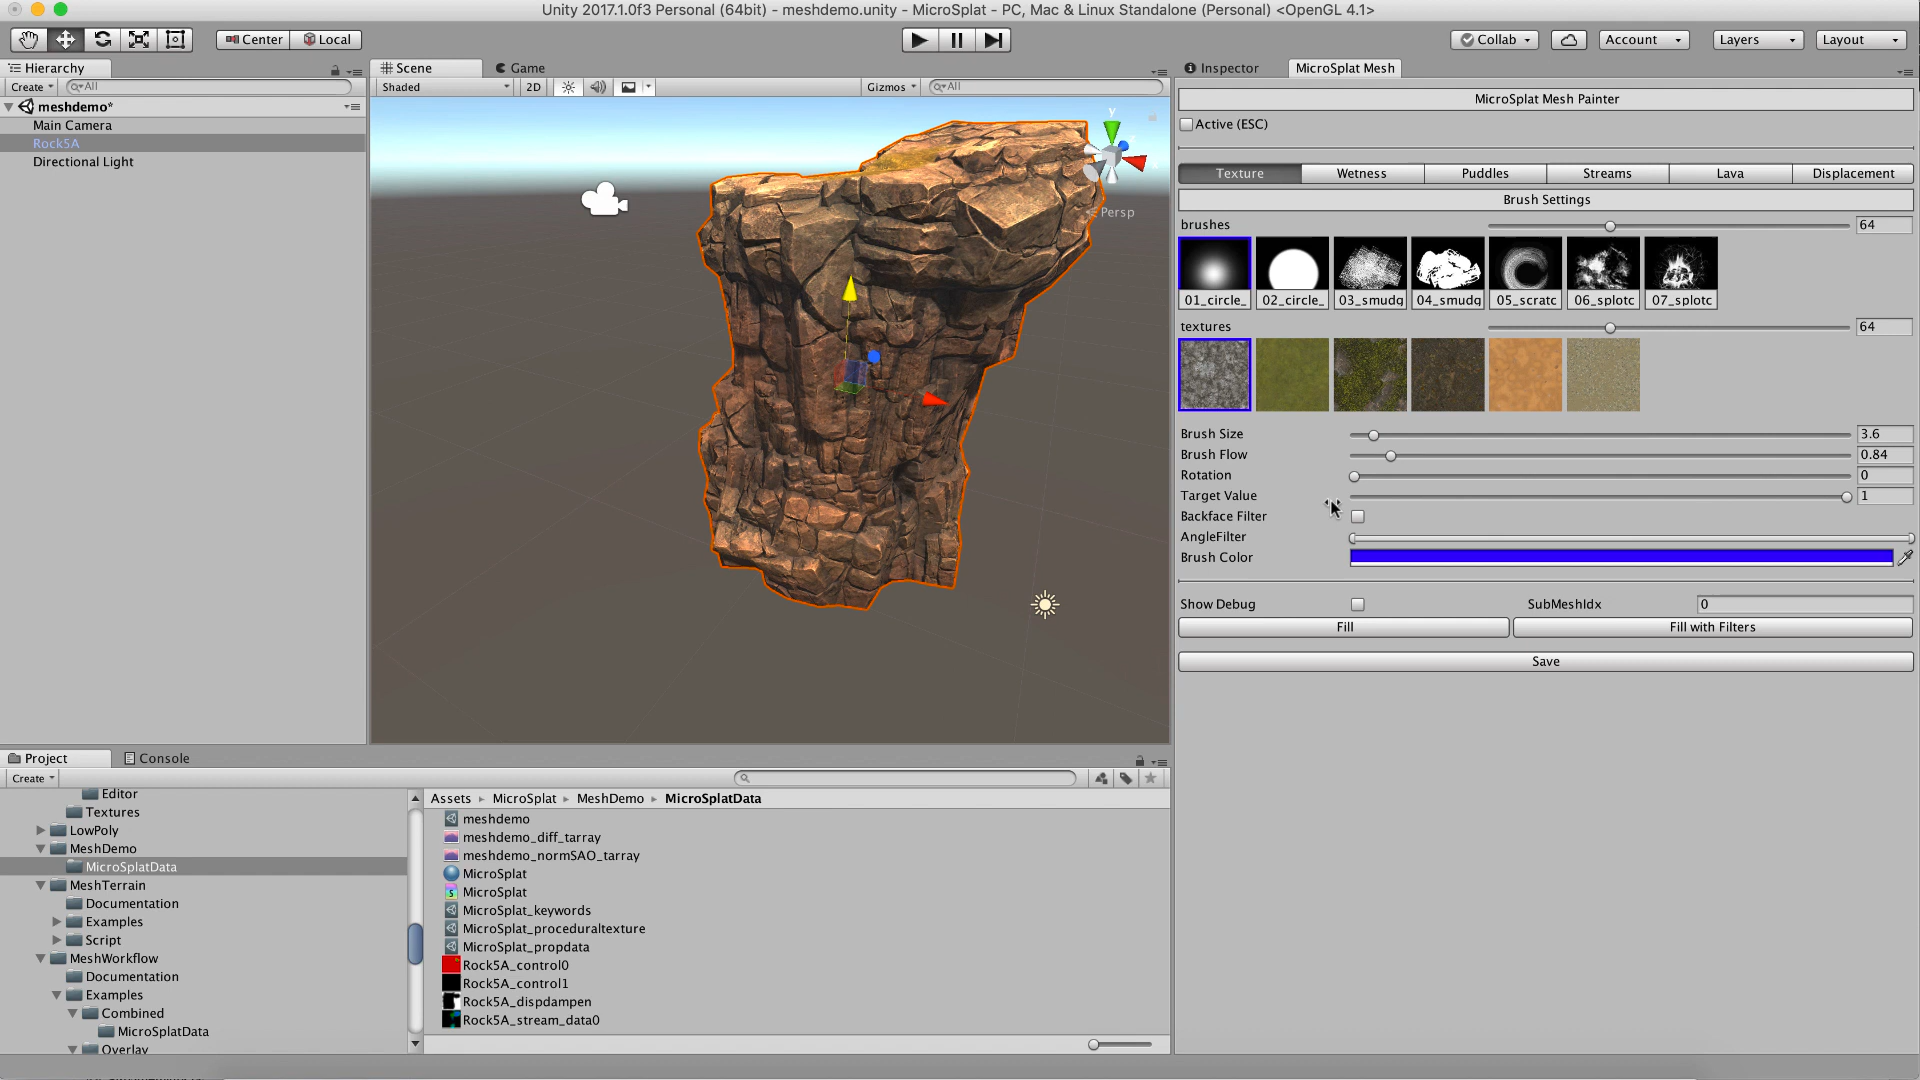 Unity 2017.1.0f3 Personal (64bit) - meshdemo.unity - MicroSplat - PC, Mac & Linux Standalone (Personal) <OpenGL 4.1>
Center Local Collab Account Layers Layout
Hierarchy
Create All
meshdemo*
Main Camera
Rock5A
Directional Light
Scene Game
Shaded 2D Gizmos All
y
Persp
Inspector MicroSplat Mesh
MicroSplat Mesh Painter
Active (ESC)
Texture Wetness Puddles Streams Lava Displacement
Brush Settings
brushes 64
01_circle_ 02_circle_ 03_smudg 04_smudg 05_scratc 06_splotc 07_splotc
textures 64
Brush Size 3.6
Brush Flow 0.84
Rotation 0
Target Value 1
Backface Filter
AngleFilter
Brush Color
Show Debug SubMeshIdx 0
Fill Fill with Filters
Save
Project Console
Create
Editor
Textures
LowPoly
MeshDemo
MicroSplatData
MeshTerrain
Documentation
Examples
Script
MeshWorkflow
Documentation
Examples
Combined
MicroSplatData
Overlay
Assets MicroSplat MeshDemo MicroSplatData
meshdemo
meshdemo_diff_tarray
meshdemo_normSAO_tarray
MicroSplat
MicroSplat
MicroSplat_keywords
MicroSplat_proceduraltexture
MicroSplat_propdata
Rock5A_control0
Rock5A_control1
Rock5A_dispdampen
Rock5A_stream_data0